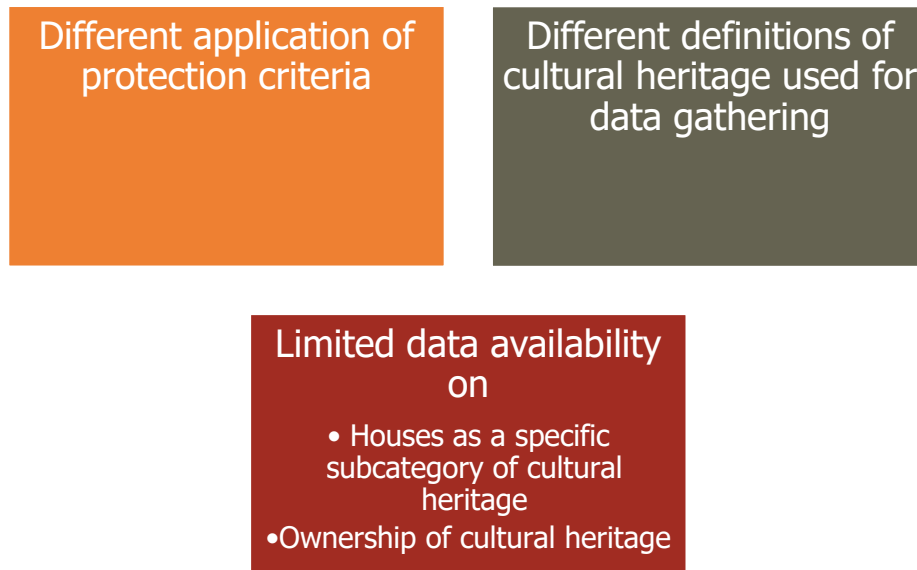 Different application of
protection criteria
Different definitions of
cultural heritage used for
data gathering
Limited data availability
on
• Houses as a specific
subcategory of cultural
heritage
•Ownership of cultural heritage